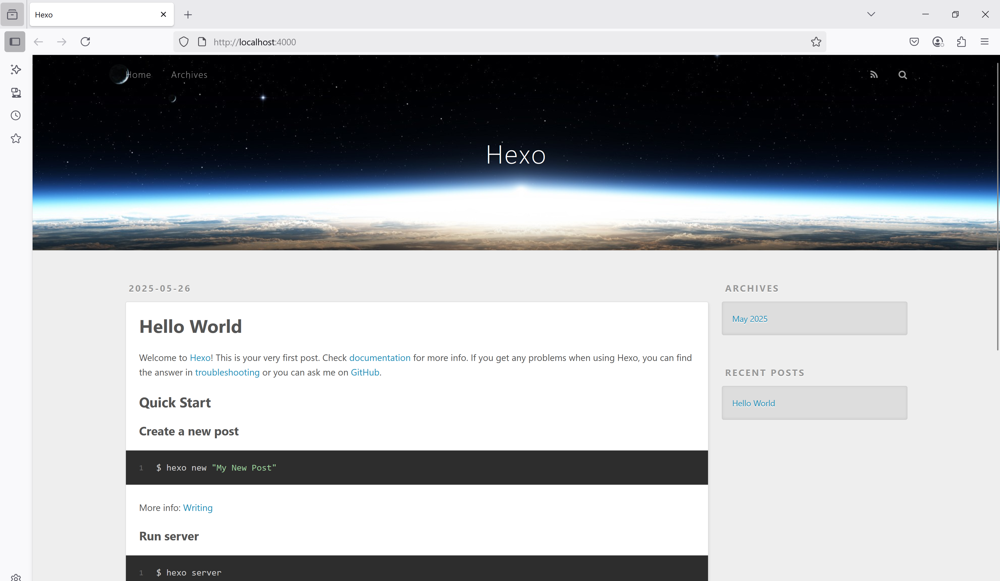 Hexo
http://localhost:4000
Home Archives
Hexo
2025-05-26
Hello World
Welcome to Hexo! This is your very first post. Check documentation for more info. If you get any problems when using Hexo, you can find
the answer in troubleshooting or you can ask me on GitHub.
Quick Start
Create a new post
1 $ hexo new "My New Post"
More info: Writing
Run server
1 $ hexo server
ARCHIVES
May 2025
RECENT POSTS
Hello World